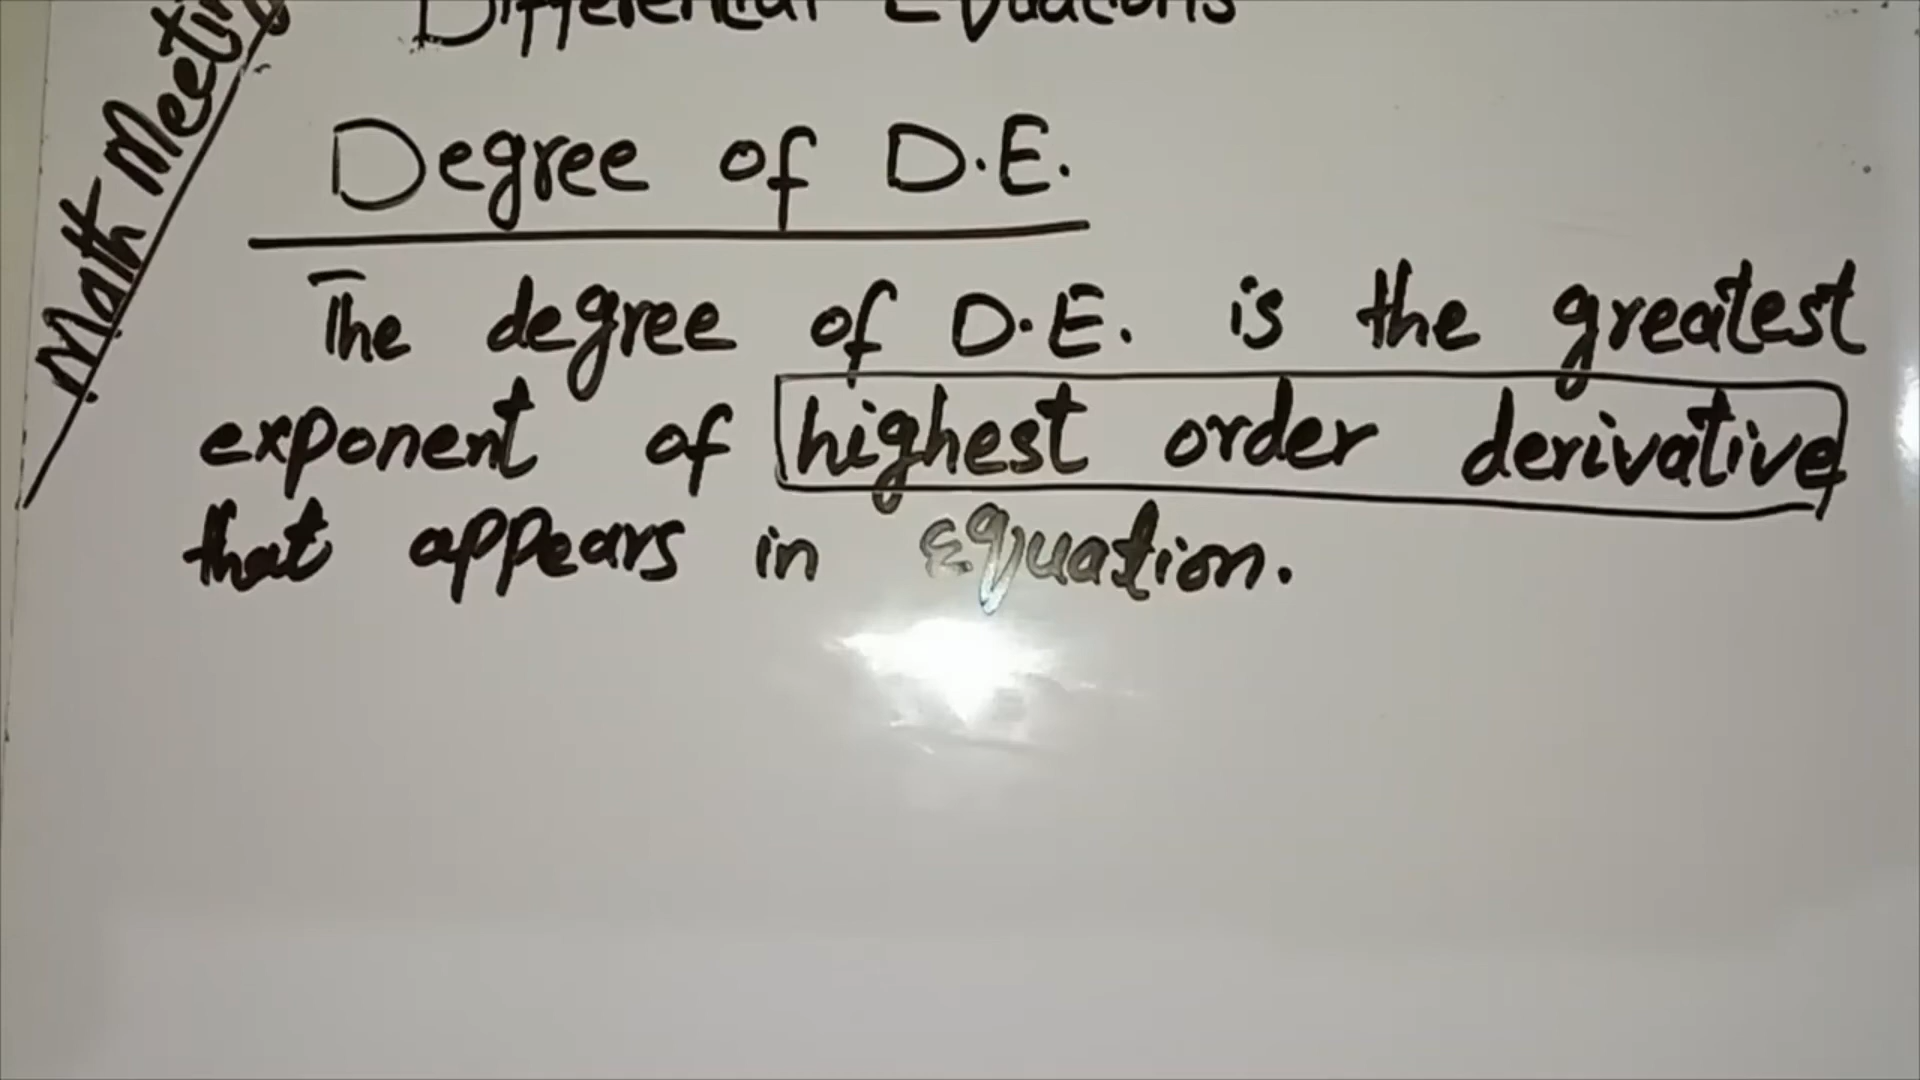 Differential Equations
Math Meeting
Degree of D.E.
The degree of D.E. is the greatest
exponent of highest order derivative
that appears in Equation.